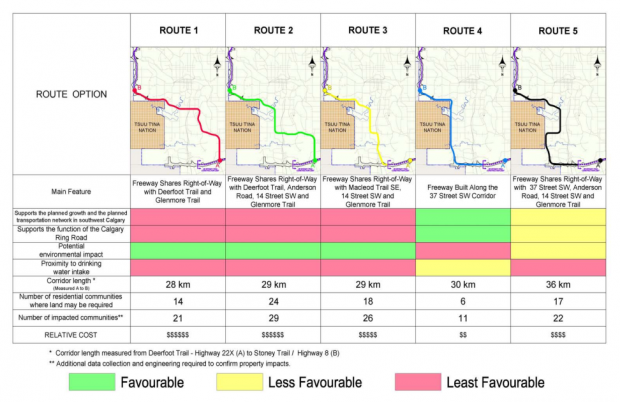 ROUTE OPTION
ROUTE 1
ROUTE 2
ROUTE 3
ROUTE 4
ROUTE 5
B
TSUU T'INA
NATION
A
B
TSUU T'INA
NATION
A
B
TSUU T'INA
NATION
A
B
TSUU T'INA
NATION
A
B
TSUU T'INA
NATION
A
Main Feature
Freeway Shares Right-of-Way
with Deerfoot Trail and
Glenmore Trail
Freeway Shares Right-of-Way
with Deerfoot Trail, Anderson
Road, 14 Street SW and
Glenmore Trail
Freeway Shares Right-of-Way
with Macleod Trail SE,
14 Street SW and
Glenmore Trail
Freeway Built Along the
37 Street SW Corridor
Freeway Shares Right-of-Way
with 37 Street SW, Anderson
Road, 14 Street SW and
Glenmore Trail
Supports the planned growth and the planned
transportation network in southwest Calgary
Supports the function of the Calgary
Ring Road
Potential
environmental impact
Proximity to drinking
water intake
Corridor length *
(Measured A to B)
28 km
29 km
29 km
30 km
36 km
Number of residential communities
where land may be required
14
24
18
6
17
Number of impacted communities**
21
29
26
11
22
RELATIVE COST
$$$$$$
$$$$$$
$$$$$
$$
$$$$
* Corridor length measured from Deerfoot Trail - Highway 22X (A) to Stoney Trail / Highway 8 (B)
** Additional data collection and engineering required to confirm property impacts.
Favourable
Less Favourable
Least Favourable